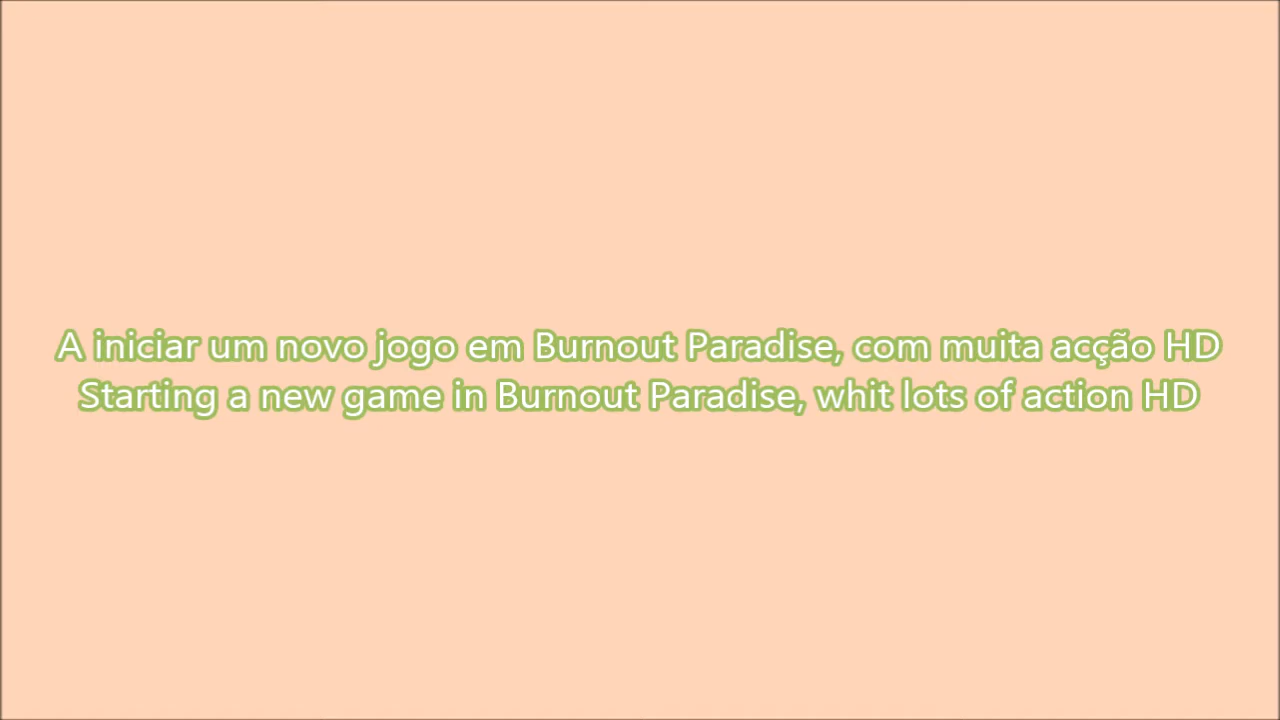 A iniciar um novo jogo em Burnout Paradise, com muita acção HD
Starting a new game in Burnout Paradise, whit lots of action HD